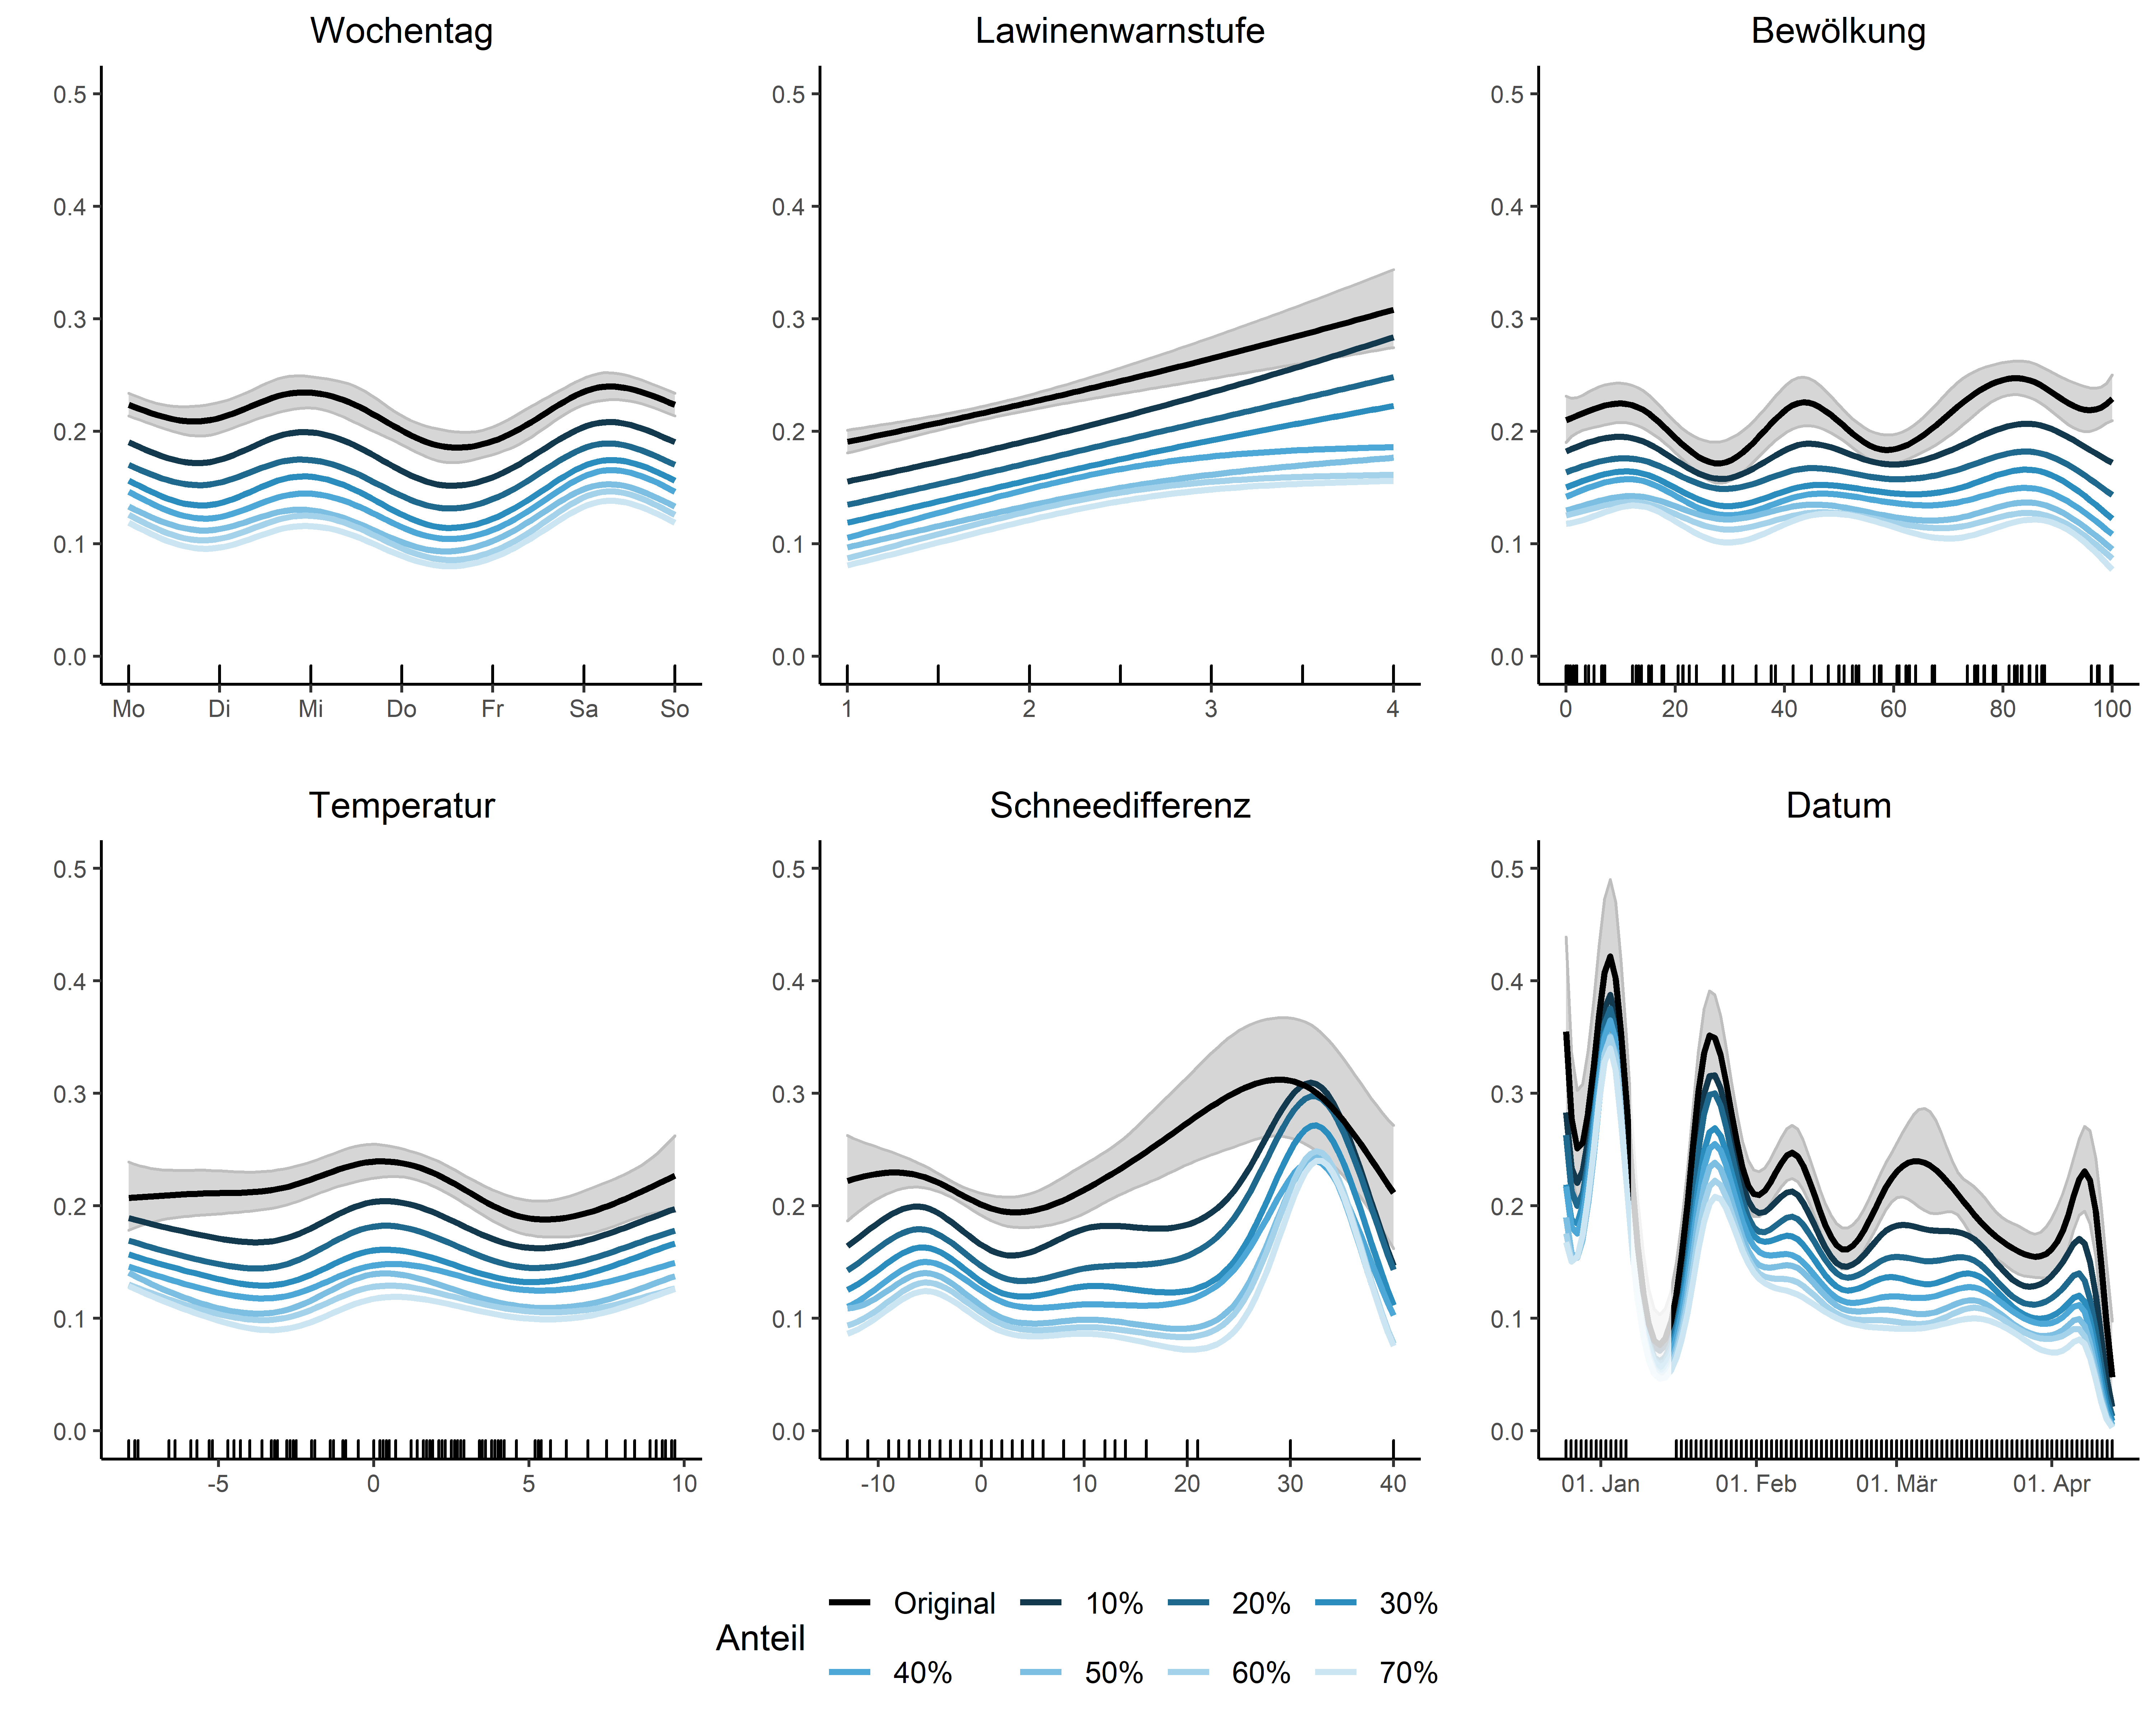 Wochentag Lawinenwarnstufe Bewölkung
0.5 0.5 0.5
0.4 0.4 0.4
0.3 0.3 0.3
0.2 0.2 0.2
0.1 0.1 0.1
0.0 0.0 0.0
Mo Di Mi Do Fr Sa So 1 2 3 4 0 20 40 60 80 100
Temperatur Schneedifferenz Datum
0.5 0.5 0.5
0.4 0.4 0.4
0.3 0.3 0.3
0.2 0.2 0.2
0.1 0.1 0.1
0.0 0.0 0.0
-5 0 5 10 -10 0 10 20 30 40 01. Jan 01. Feb 01. Mär 01. Apr
Anteil
Original 10% 20% 30%
40% 50% 60% 70%